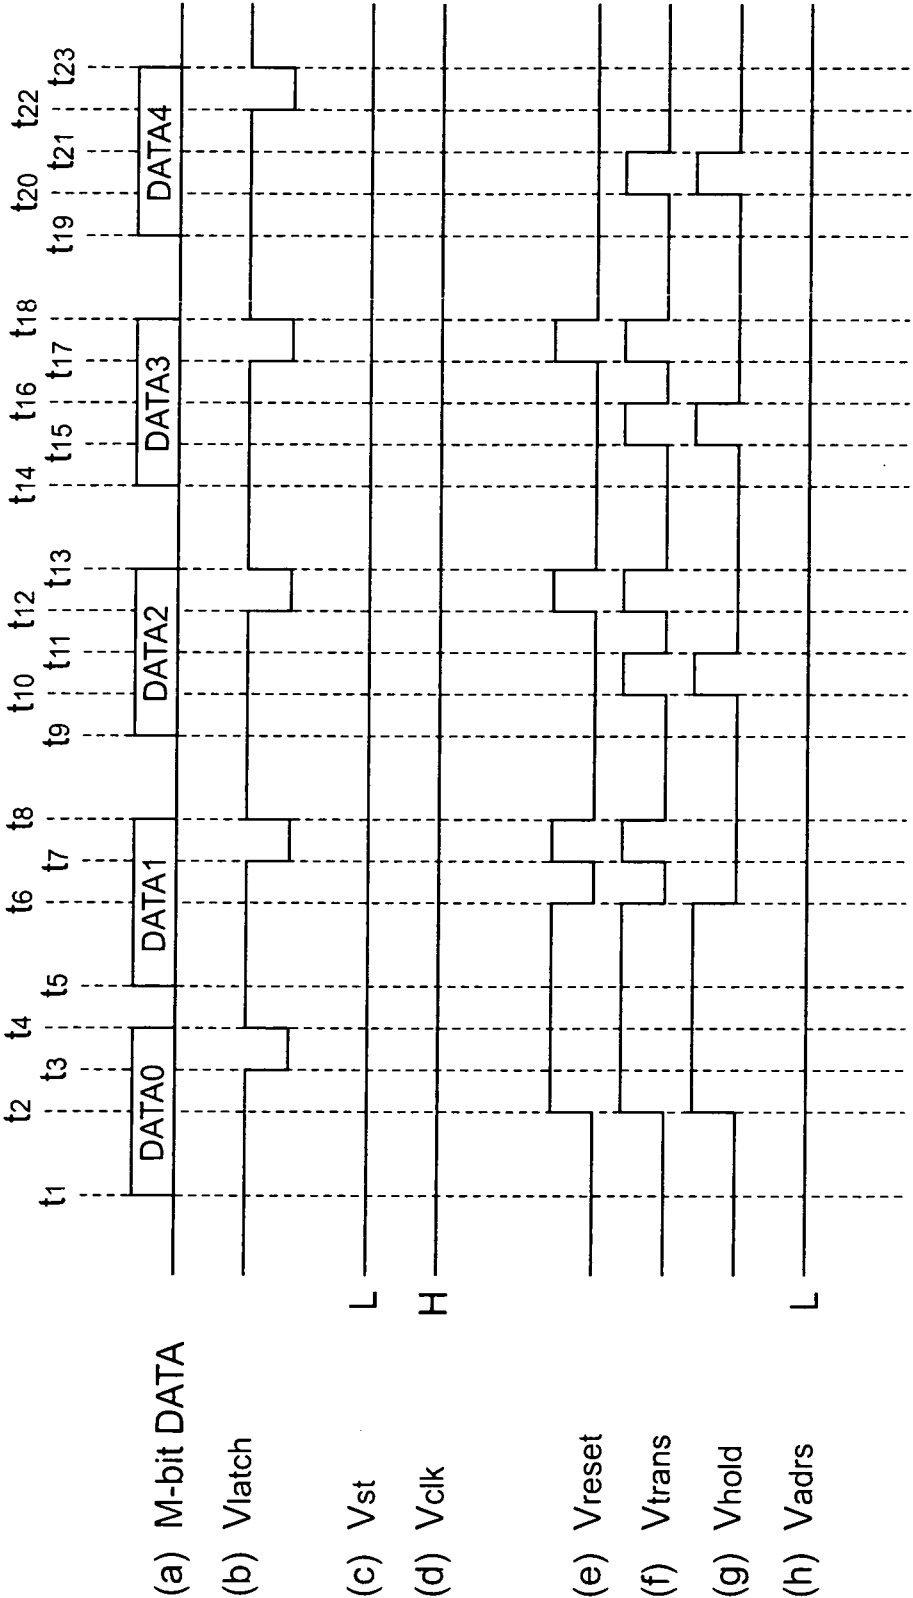 t1 t2 t3 t4 t5 t6 t7 t8 t9 t10 t11 t12 t13 t14 t15 t16 t17 t18 t19 t20 t21 t22 t23
(a) M-bit DATA DATA0 DATA1 DATA2 DATA3 DATA4
(b) Vlatch
(c) Vst L
(d) Vclk H
(e) Vreset
(f) Vtrans
(g) Vhold
(h) Vadrs L